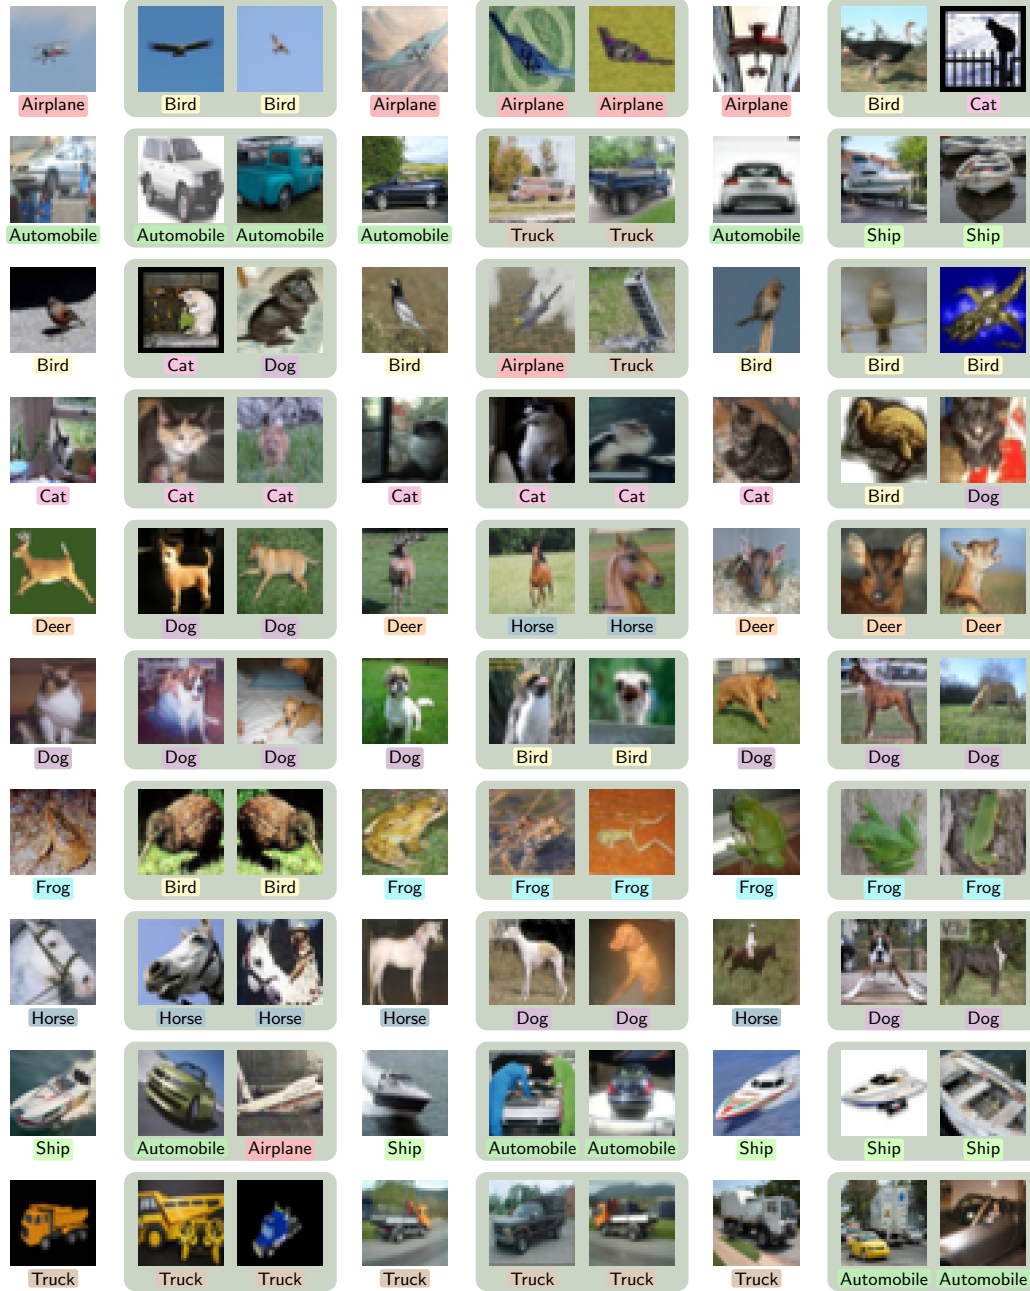 Airplane Bird Bird Airplane Airplane Airplane Airplane Bird Cat
Automobile Automobile Automobile Automobile Truck Truck Automobile Ship Ship
Bird Cat Dog Bird Airplane Truck Bird Bird Bird
Cat Cat Cat Cat Cat Cat Cat Bird Dog
Deer Dog Dog Deer Horse Horse Deer Deer Deer
Dog Dog Dog Dog Bird Bird Dog Dog Dog
Frog Bird Bird Frog Frog Frog Frog Frog Frog
Horse Horse Horse Horse Dog Dog Horse Dog Dog
Ship Automobile Airplane Ship Automobile Automobile Ship Ship Ship
Truck Truck Truck Truck Truck Truck Truck Automobile Automobile